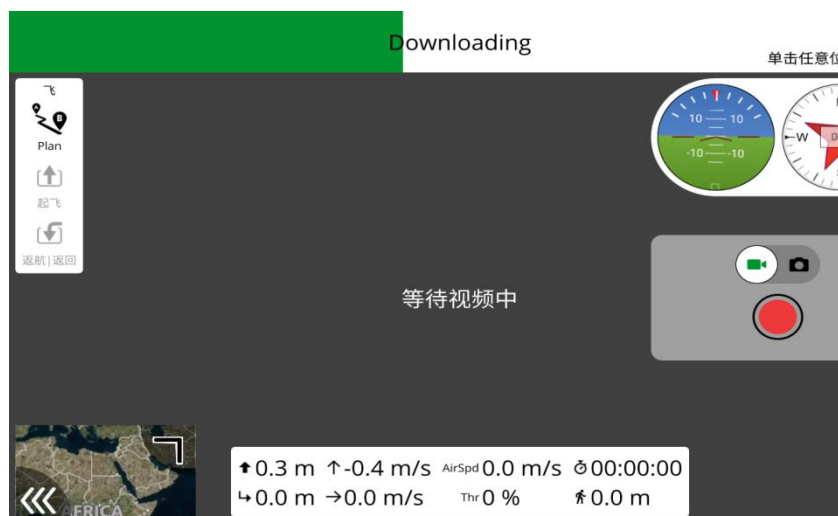 Downloading
单击任意位
飞
Plan
起飞
返航|返回
10 10
-10 -10
W
等待视频中
0.3 m -0.4 m/s AirSpd 0.0 m/s 00:00:00
0.0 m 0.0 m/s Thr 0 % 0.0 m
AFRICA